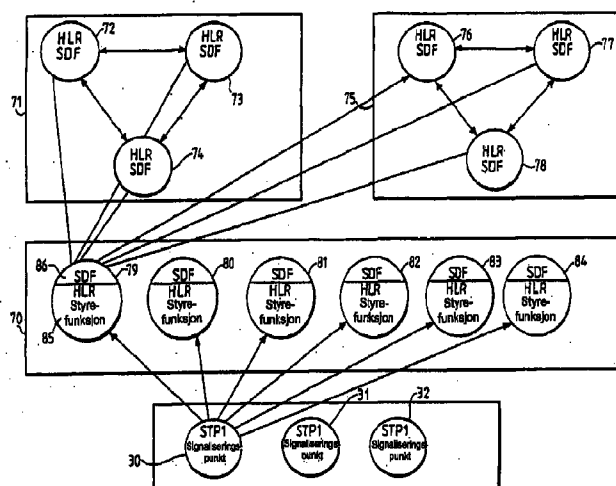 72
HLR
SDF
HLR
SDF
73
HLR
SDF
74
71
76
HLR
SDF
77
HLR
SDF
HLR
SDF
78
75
86
SDF
79
HLR
Styre-
funksjon
85
SDF
80
HLR
Styre-
funksjon
SDF
81
HLR
Styre-
funksjon
SDF
82
HLR
Styre-
funksjon
SDF
83
HLR
Styre-
funksjon
SDF
84
HLR
Styre-
funksjon
70
STP1
Signaliserings
punkt
30
31
STP1
Signaliserings
punkt
32
STP1
Signaliserings
punkt